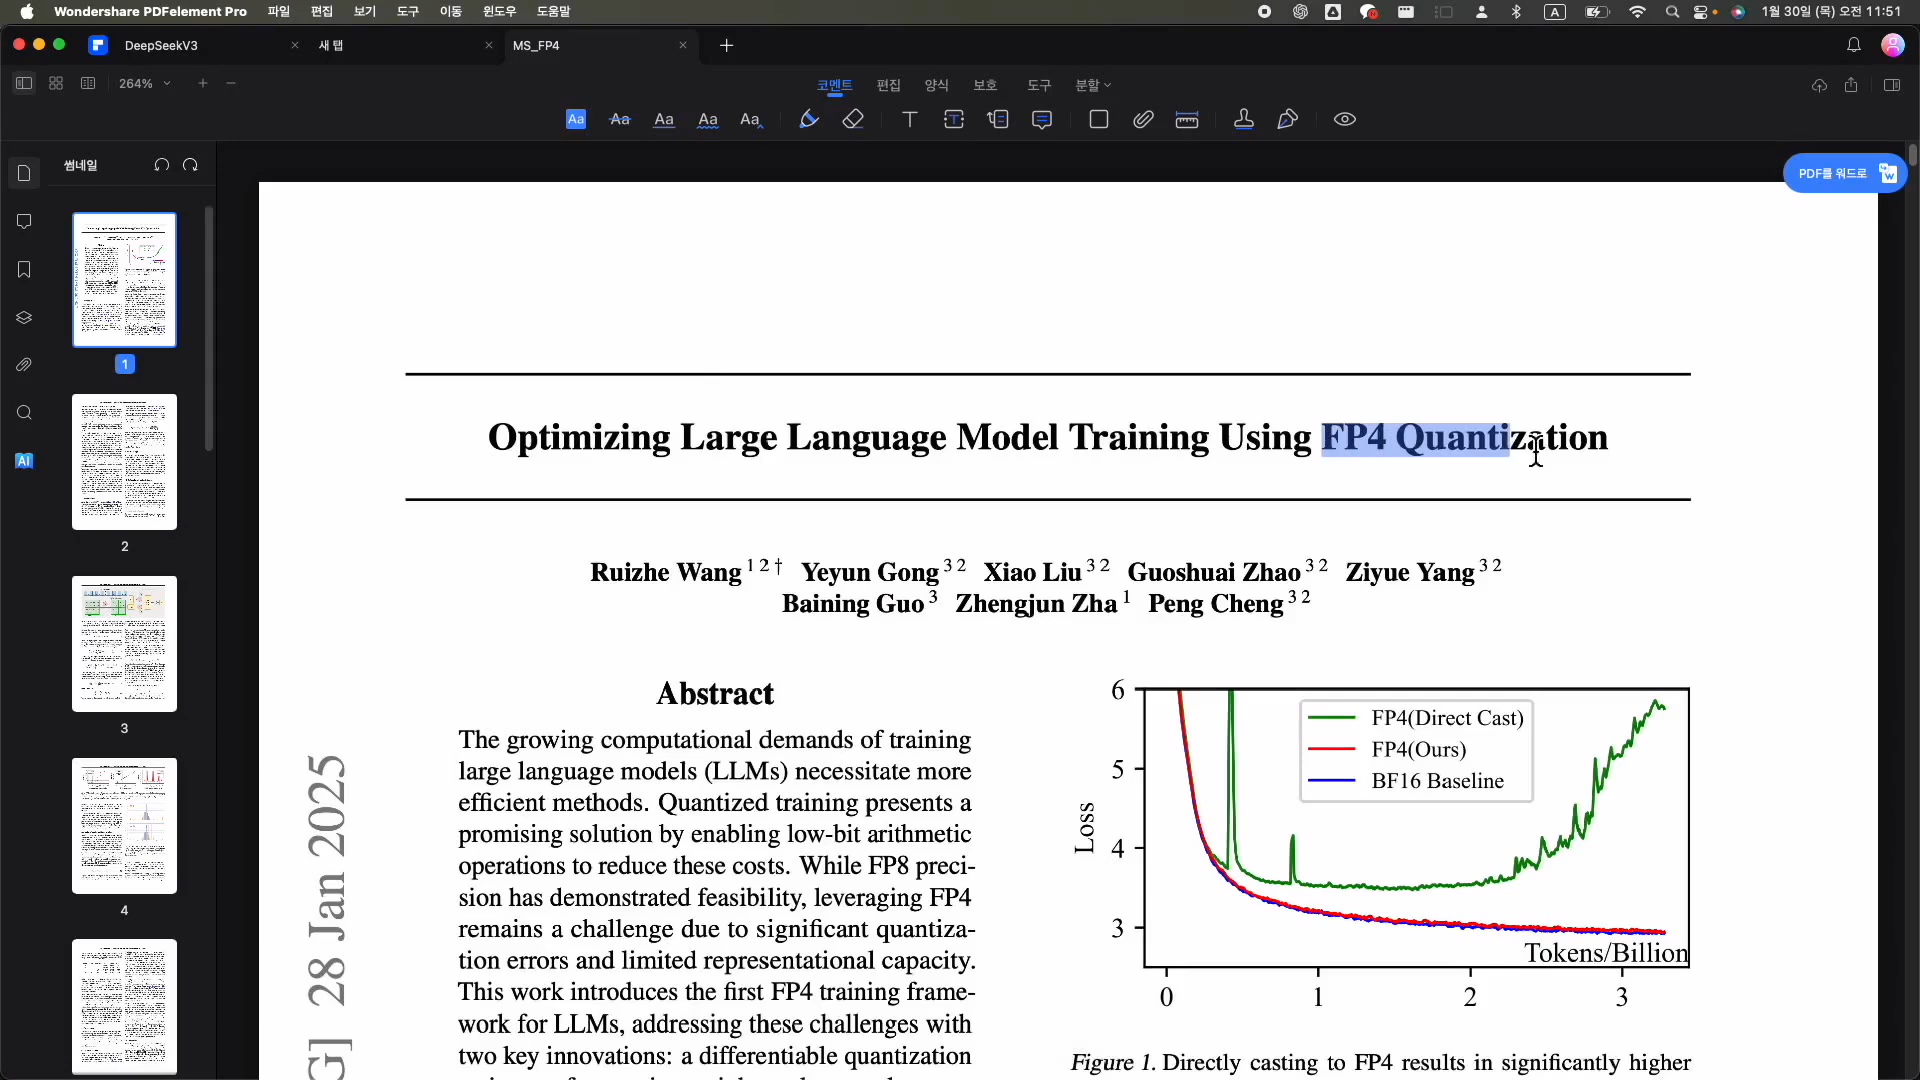 Wondershare PDFelement Pro 파일 편집 보기 도구 이동 윈도우 도움말 A 1월 30일 (목) 오전 11:51
DeepSeekV3 새 탭 MS_FP4
264% 코멘트 편집 양식 보호 도구 분할
Aa Aa Aa Aa Aa T
썸네일
PDF를 워드로
1
2
3
4
AI
Optimizing Large Language Model Training Using FP4 Quantization
Ruizhe Wang 1 2 † Yeyun Gong 3 2 Xiao Liu 3 2 Guoshuai Zhao 3 2 Ziyue Yang 3 2
Baining Guo 3 Zhengjun Zha 1 Peng Cheng 3 2
Abstract
The growing computational demands of training
large language models (LLMs) necessitate more
efficient methods. Quantized training presents a
promising solution by enabling low-bit arithmetic
operations to reduce these costs. While FP8 preci-
sion has demonstrated feasibility, leveraging FP4
remains a challenge due to significant quantiza-
tion errors and limited representational capacity.
This work introduces the first FP4 training frame-
work for LLMs, addressing these challenges with
two key innovations: a differentiable quantization
G] 28 Jan 2025
6
5
4
3
Loss
FP4(Direct Cast)
FP4(Ours)
BF16 Baseline
Tokens/Billion
0 1 2 3
Figure 1. Directly casting to FP4 results in significantly higher